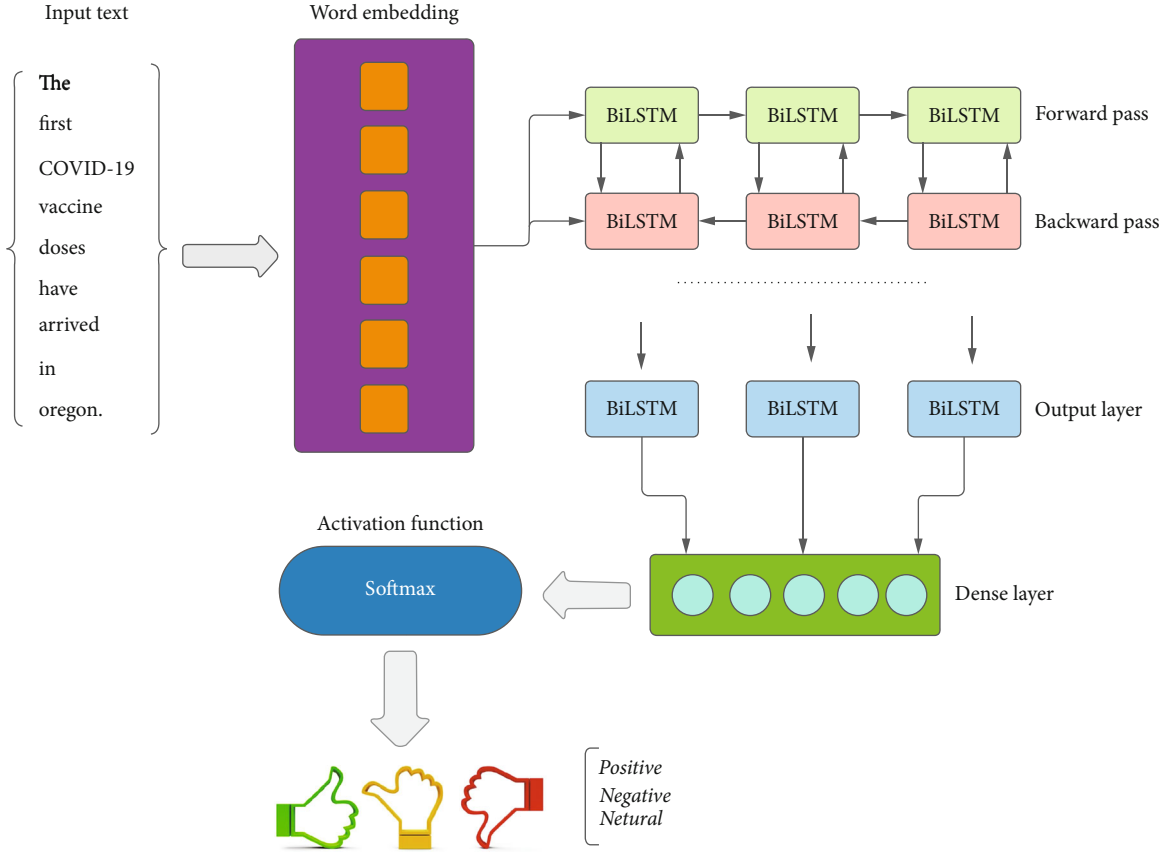 Input text
The
first
COVID-19
vaccine
doses
have
arrived
in
oregon.
Word embedding
BiLSTM
BiLSTM
BiLSTM
Forward pass
BiLSTM
BiLSTM
BiLSTM
Backward pass
BiLSTM
BiLSTM
BiLSTM
Output layer
Dense layer
Activation function
Softmax
Positive
Negative
Netural